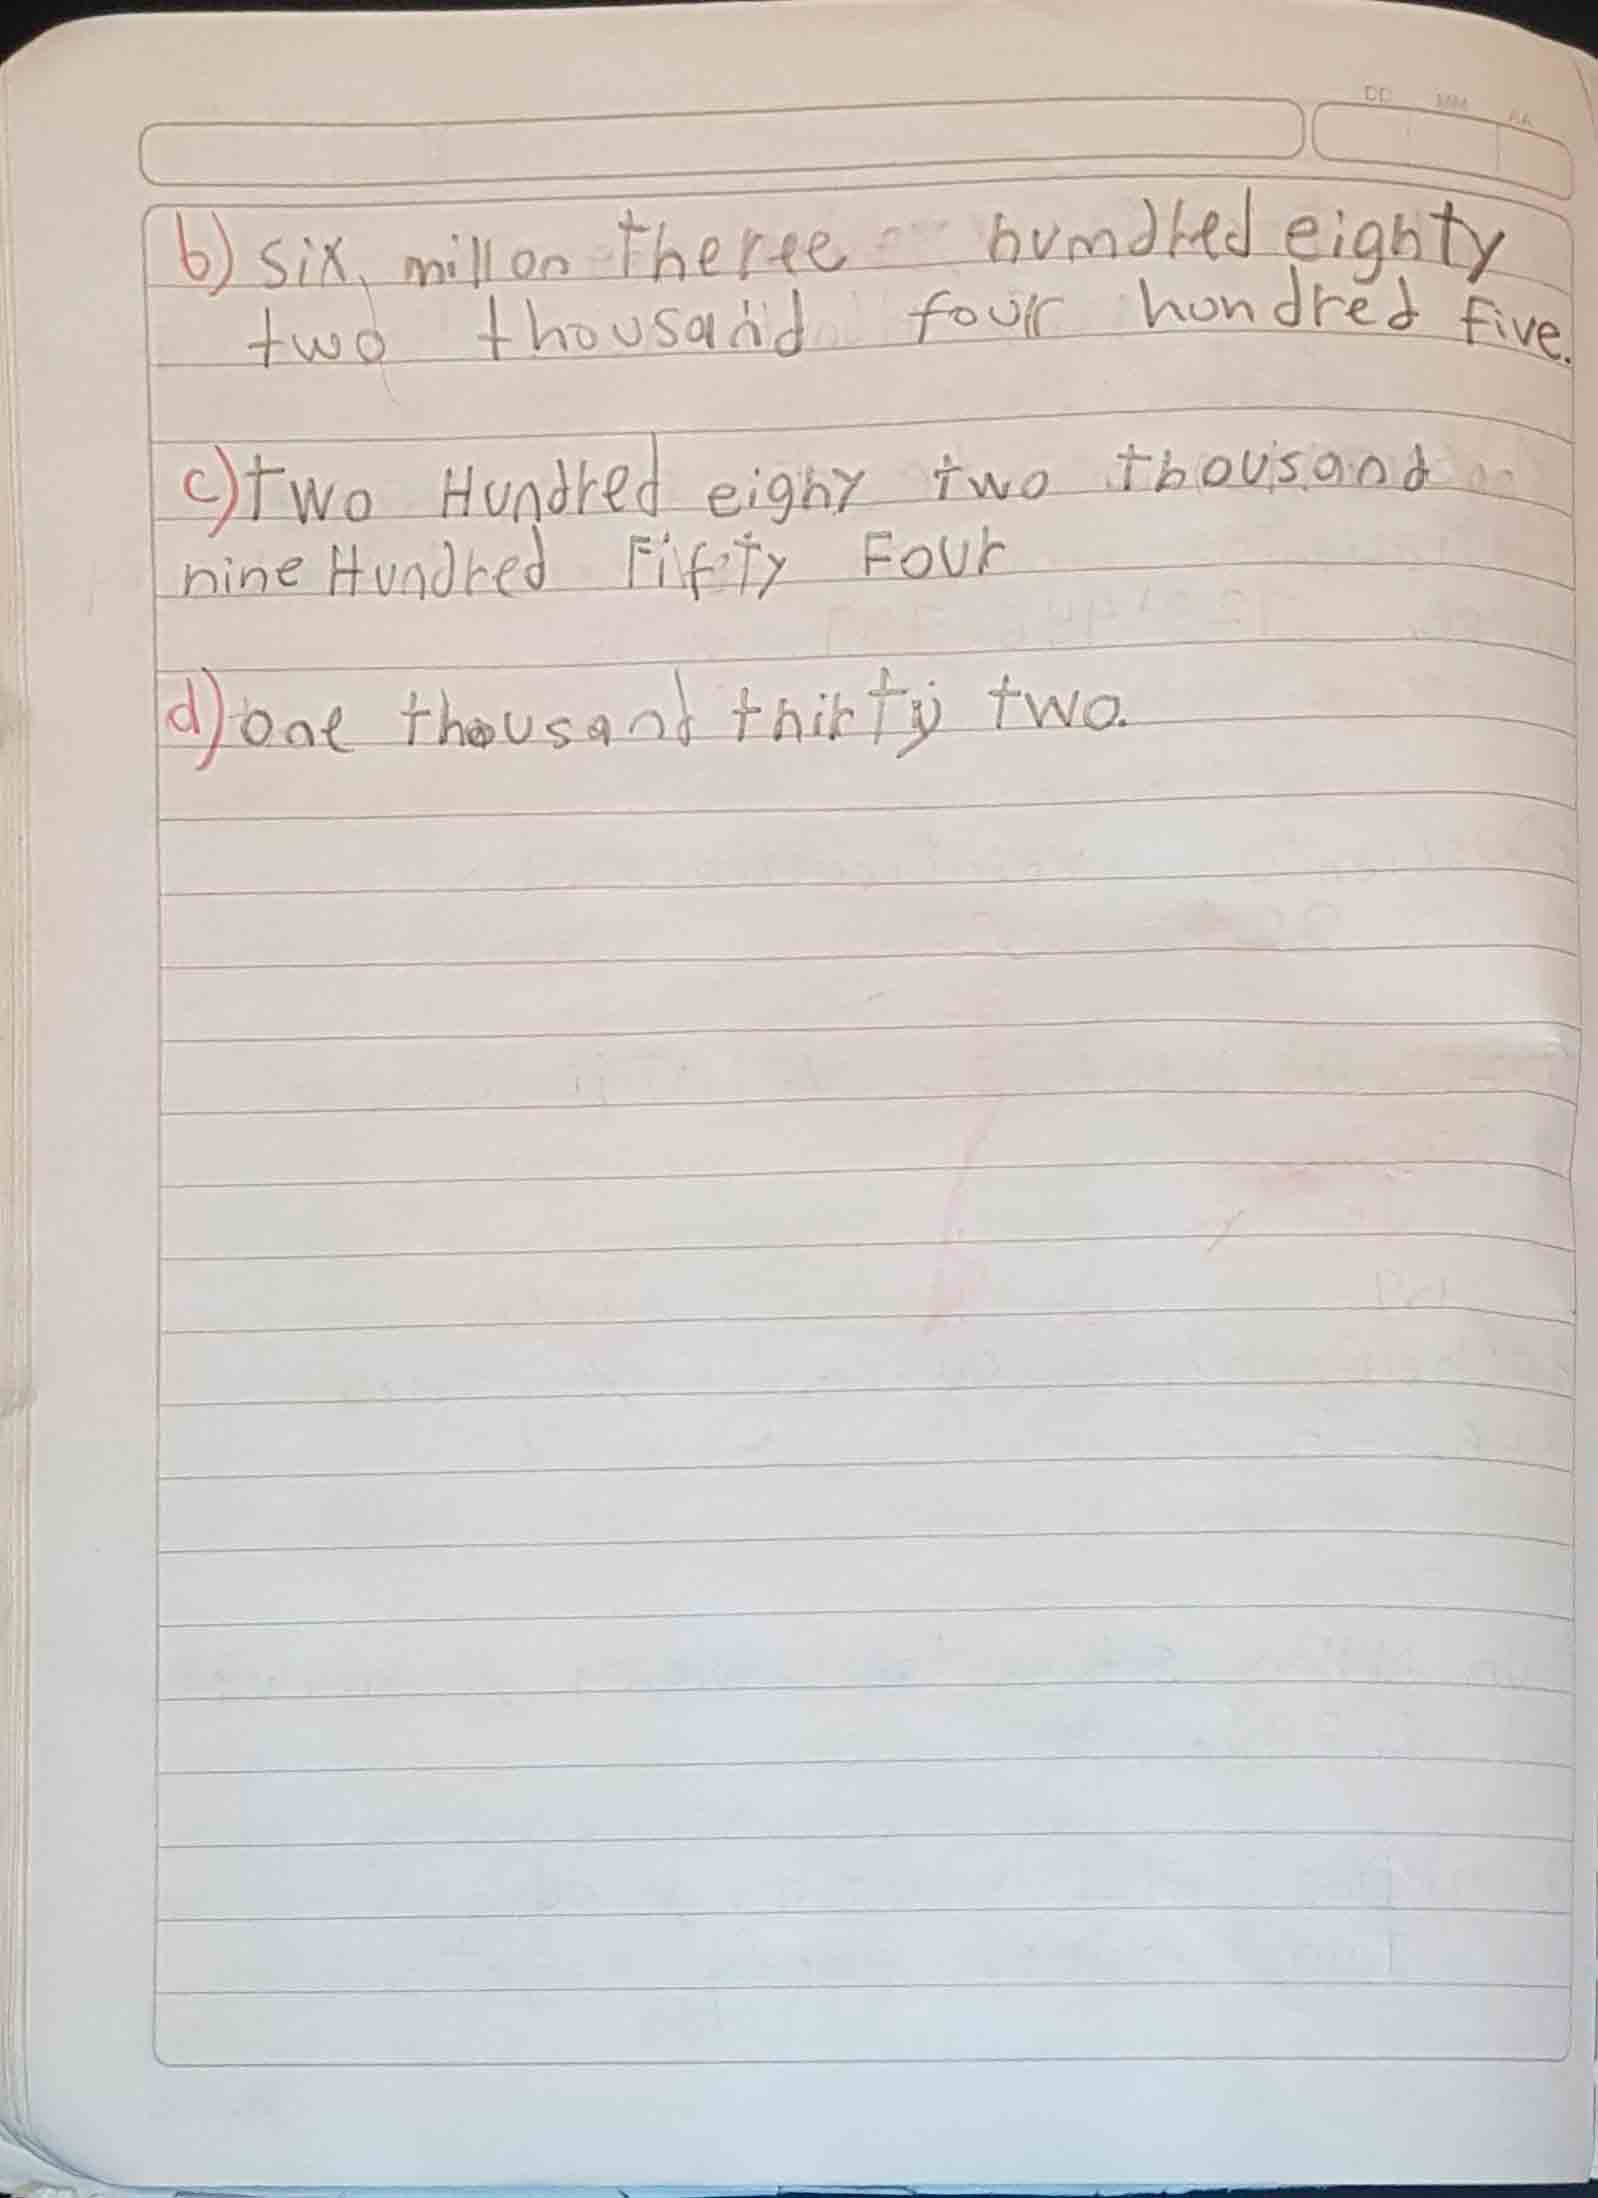 DD MM AA
b) six, millon theree humdred eighty
two thousand four hundred five.
c) two Hundred eighy two thousand
nine Hundred Fifty Four
d) one thousand thirty two.